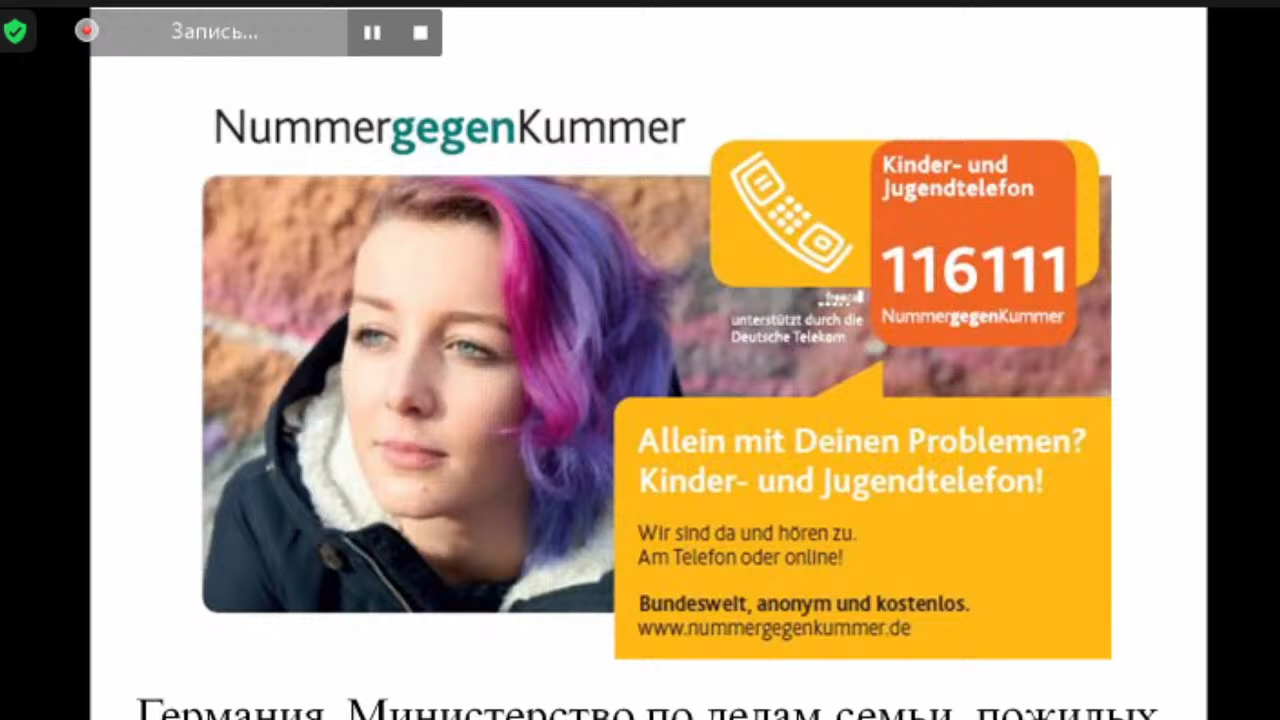 Запись...
NummergegenKummer
Kinder- und
Jugendtelefon
116111
NummergegenKummer
freecall
unterstützt durch die
Deutsche Telekom
Allein mit Deinen Problemen?
Kinder- und Jugendtelefon!
Wir sind da und hören zu.
Am Telefon oder online!
Bundesweit, anonym und kostenlos.
www.nummergegenkummer.de
Германия. Министерство по делам семьи, пожилых